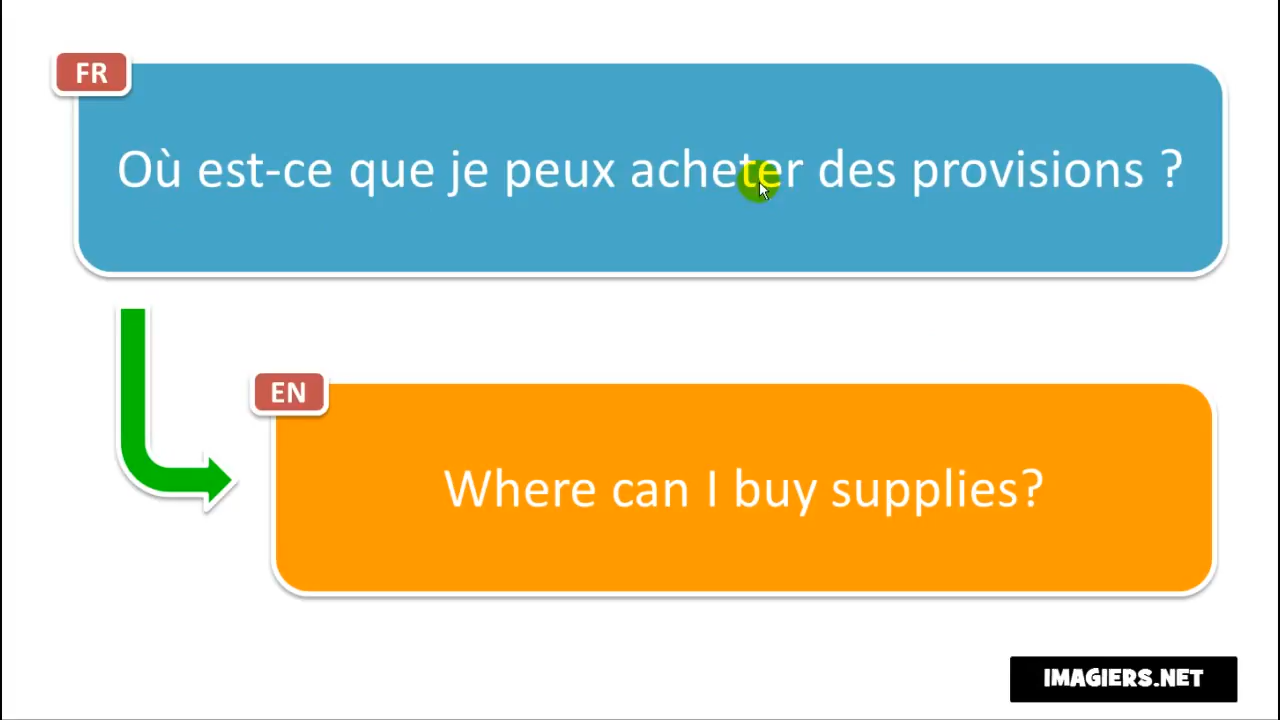 FR
Où est-ce que je peux acheter des provisions ?
EN
Where can I buy supplies?
IMAGIERS.NET